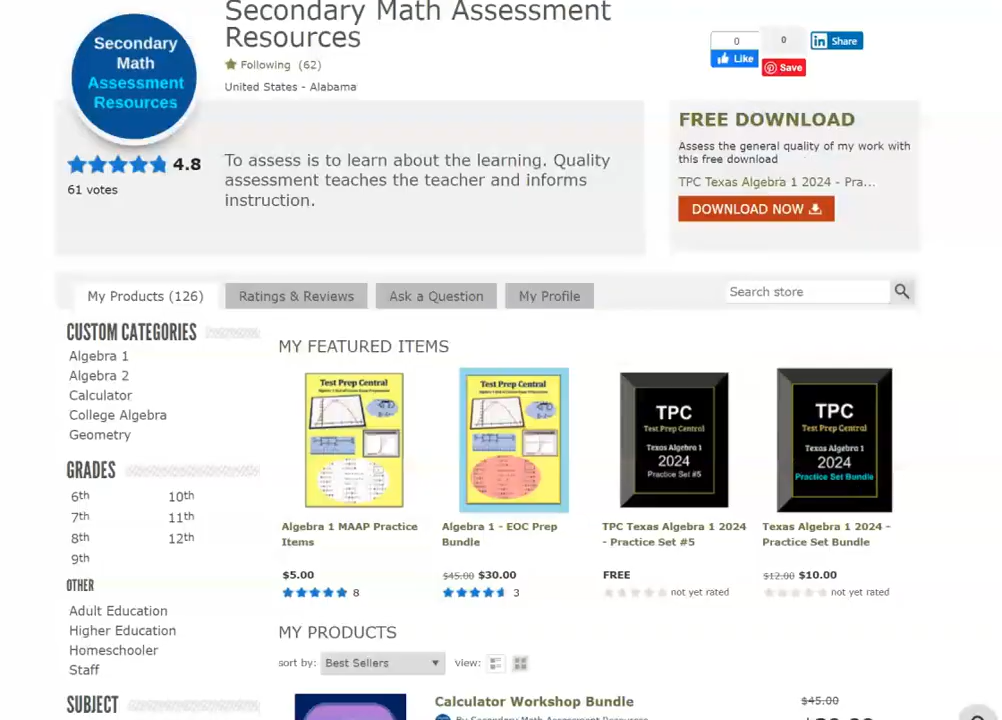 Secondary Math Assessment
Resources
Secondary
Math
Assessment
Resources
Following (62)
United States - Alabama
0
Like
0
Save
in Share
4.8
61 votes
To assess is to learn about the learning. Quality
assessment teaches the teacher and informs
instruction.
FREE DOWNLOAD
Assess the general quality of my work with
this free download
TPC Texas Algebra 1 2024 - Pra...
DOWNLOAD NOW
My Products (126)
Ratings & Reviews
Ask a Question
My Profile
Search store
CUSTOM CATEGORIES
Algebra 1
Algebra 2
Calculator
College Algebra
Geometry
GRADES
6th
10th
7th
11th
8th
12th
9th
OTHER
Adult Education
Higher Education
Homeschooler
Staff
SUBJECT
MY FEATURED ITEMS
Test Prep Central
Test Prep Central
TPC
Test Prep Central
Texas Algebra 1
2024
Practice Set #5
TPC
Test Prep Central
Texas Algebra 1
2024
Practice Set Bundle
Algebra 1 MAAP Practice
Items
$5.00
8
Algebra 1 - EOC Prep
Bundle
$45.00 $30.00
3
TPC Texas Algebra 1 2024
- Practice Set #5
FREE
not yet rated
Texas Algebra 1 2024 -
Practice Set Bundle
$12.00 $10.00
not yet rated
MY PRODUCTS
sort by: Best Sellers
view:
Calculator Workshop Bundle
$45.00
By Secondary Math Assessment Resources